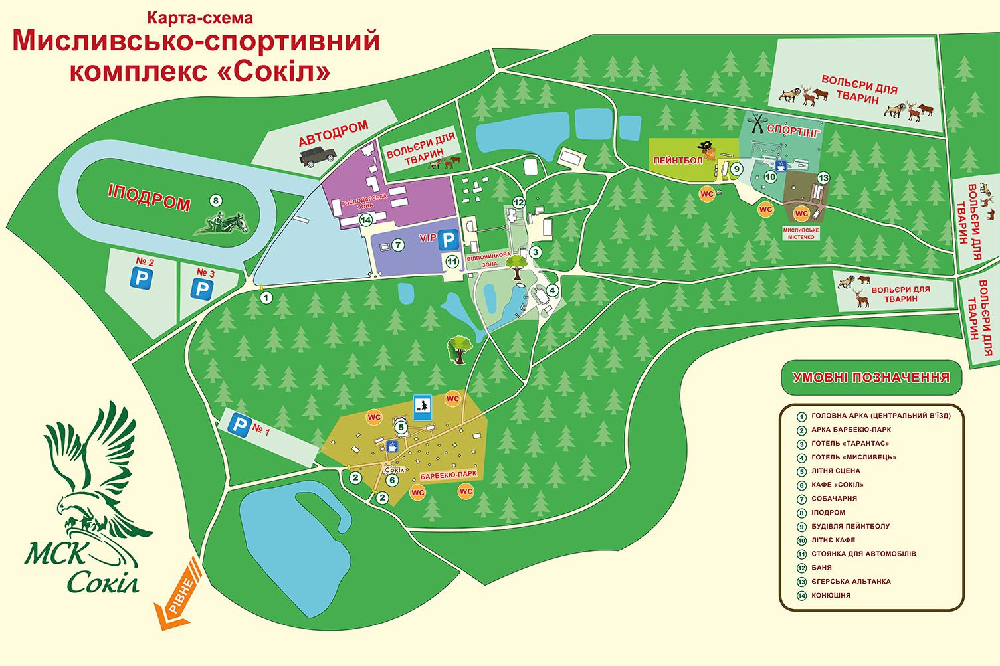 Карта-схема
Мисливсько-спортивний
комплекс «Сокіл»
ВОЛЬЄРИ ДЛЯ
ТВАРИН
АВТОДРОМ
ВОЛЬЄРИ ДЛЯ
ТВАРИН
СПОРТІНГ
ПЕЙНТБОЛ
9
10
13
WC
WC
WC
МИСЛИВСЬКЕ
МІСТЕЧКО
ВОЛЬЄРИ ДЛЯ
ТВАРИН
ІПОДРОМ
8
ГОСПОДАРСЬКА
ЗОНА
14
12
VIP
P
7
11
ВІДПОЧИНКОВА
ЗОНА
3
4
№ 2
P
№ 3
P
1
ВОЛЬЄРИ ДЛЯ
ТВАРИН
ВОЛЬЄРИ ДЛЯ
ТВАРИН
P
№ 1
WC
WC
5
Сокіл
6
2
2
БАРБЕКЮ-ПАРК
WC
WC
МСК
Сокіл
РІВНЕ
УМОВНІ ПОЗНАЧЕННЯ
1 ГОЛОВНА АРКА (ЦЕНТРАЛЬНИЙ В'ЇЗД)
2 АРКА БАРБЕКЮ-ПАРК
3 ГОТЕЛЬ «ТАРАНТАС»
4 ГОТЕЛЬ «МИСЛИВЕЦЬ»
5 ЛІТНЯ СЦЕНА
6 КАФЕ «СОКІЛ»
7 СОБАЧАРНЯ
8 ІПОДРОМ
9 БУДІВЛЯ ПЕЙНТБОЛУ
10 ЛІТНЄ КАФЕ
11 СТОЯНКА ДЛЯ АВТОМОБІЛІВ
12 БАНЯ
13 ЄГЕРСЬКА АЛЬТАНКА
14 КОНЮШНЯ